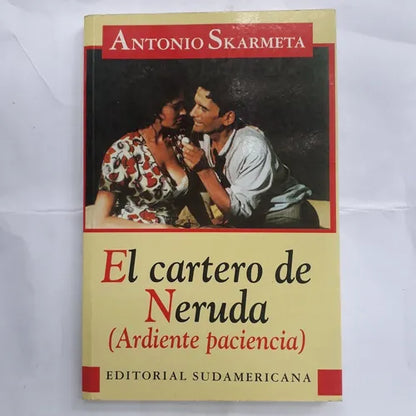 ANTONIO SKARMETA
El cartero de
Neruda
(Ardiente paciencia)
EDITORIAL SUDAMERICANA